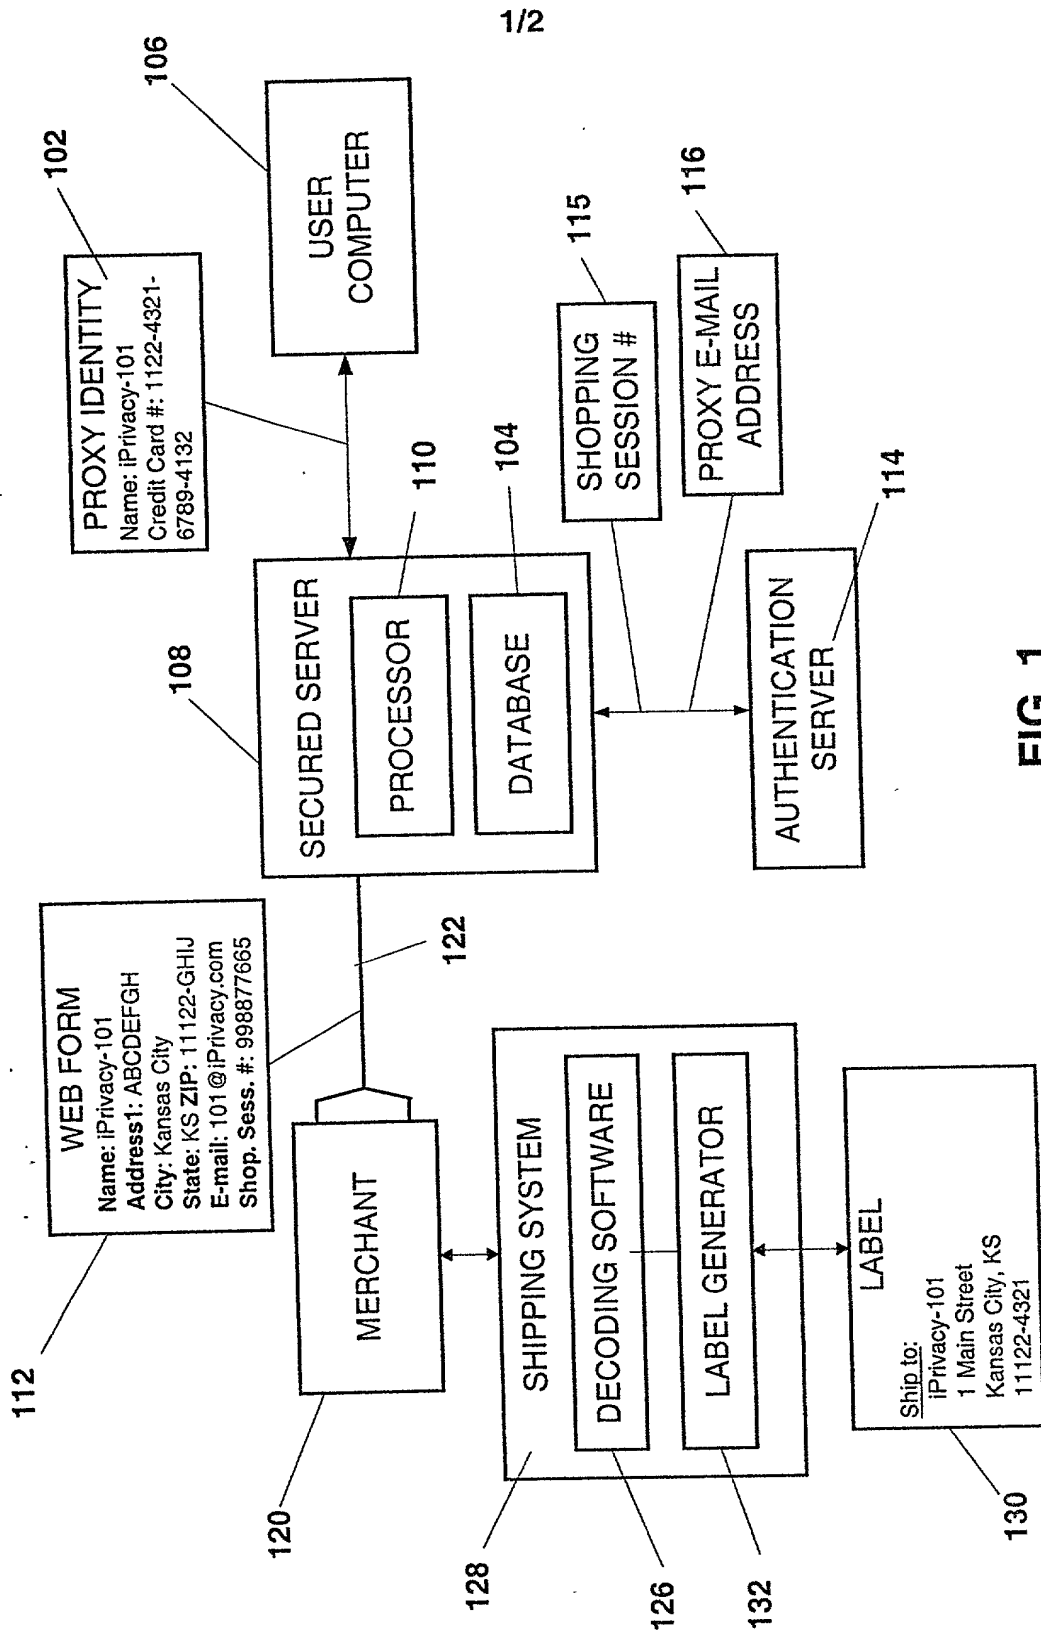 1/2
112
WEB FORM
Name: iPrivacy-101
Address1: ABCDEFGH
City: Kansas City
State: KS ZIP: 11122-GHIJ
E-mail: 101@iPrivacy.com
Shop. Sess. #: 998877665
108
PROXY IDENTITY
Name: iPrivacy-101
Credit Card #: 1122-4321-
6789-4132
102
106
120
MERCHANT
122
SECURED SERVER
PROCESSOR
110
DATABASE
104
USER
COMPUTER
128
SHIPPING SYSTEM
DECODING SOFTWARE
126
LABEL GENERATOR
132
SHOPPING
SESSION #
115
PROXY E-MAIL
ADDRESS
116
AUTHENTICATION
SERVER
114
LABEL
Ship to:
iPrivacy-101
1 Main Street
Kansas City, KS
11122-4321
130
FIG. 1